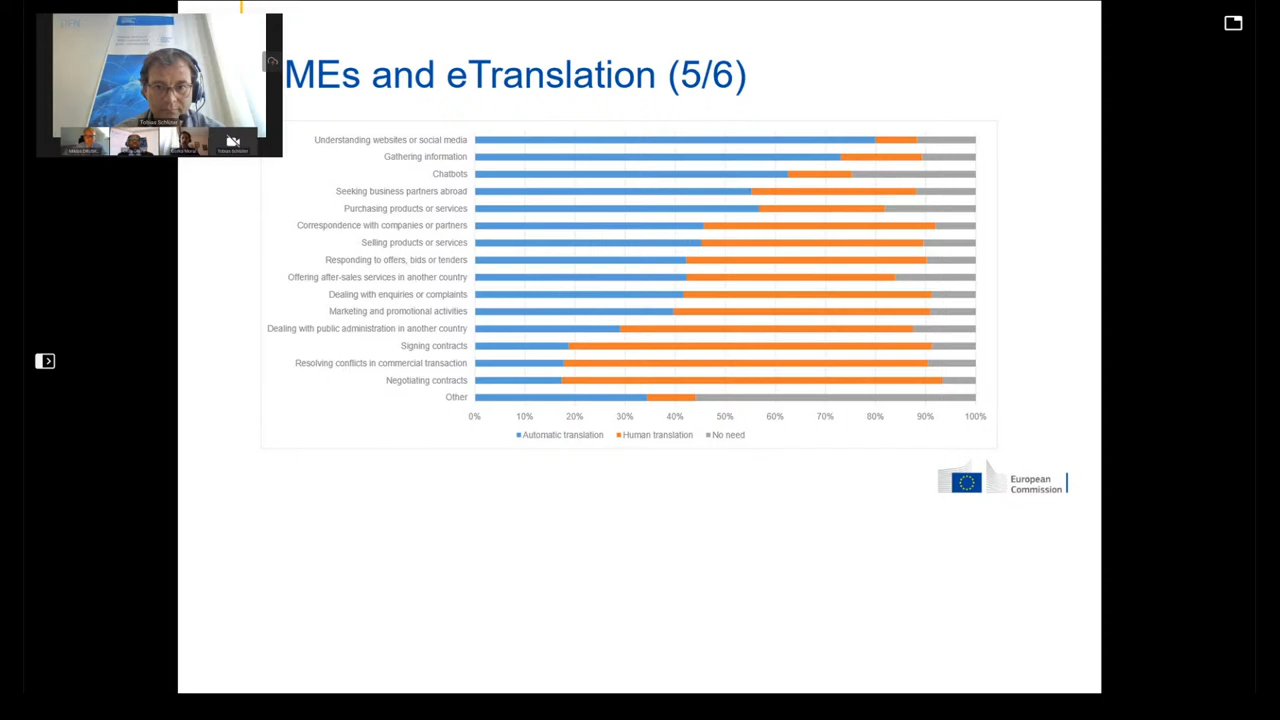 MEs and eTranslation (5/6)
Tobias Schlüter
Understanding websites or social media
Gathering information
Chatbots
Seeking business partners abroad
Purchasing products or services
Correspondence with companies or partners
Selling products or services
Responding to offers, bids or tenders
Offering after-sales services in another country
Dealing with enquiries or complaints
Marketing and promotional activities
Dealing with public administration in another country
Signing contracts
Resolving conflicts in commercial transaction
Negotiating contracts
Other
0% 10% 20% 30% 40% 50% 60% 70% 80% 90% 100%
Automatic translation Human translation No need
European
Commission